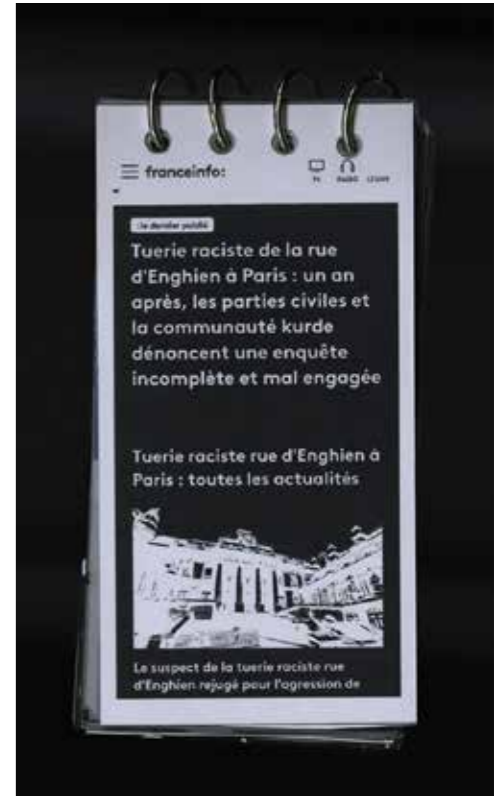 franceinfo:
TV RADIO
le dernier publié
Tuerie raciste de la rue
d'Enghien à Paris : un an
après, les parties civiles et
la communauté kurde
dénoncent une enquête
incomplète et mal engagée
Tuerie raciste rue d'Enghien à
Paris : toutes les actualités
Le suspect de la tuerie raciste rue
d'Enghien rejugé pour l'agression de